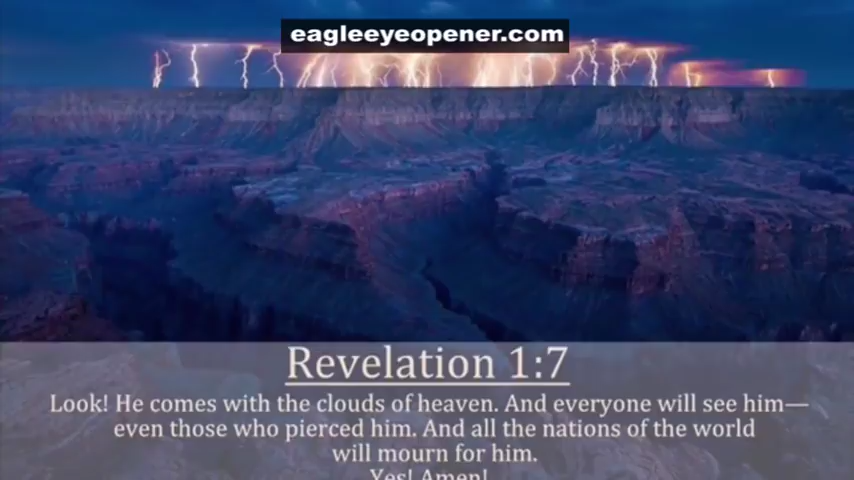 eagleeyeopener.com
Revelation 1:7
Look! He comes with the clouds of heaven. And everyone will see him—
even those who pierced him. And all the nations of the world
will mourn for him.
Yes! Amen!